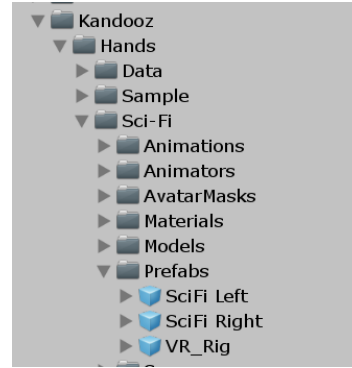 Kandooz
Hands
Data
Sample
Sci-Fi
Animations
Animators
AvatarMasks
Materials
Models
Prefabs
SciFi Left
SciFi Right
VR_Rig